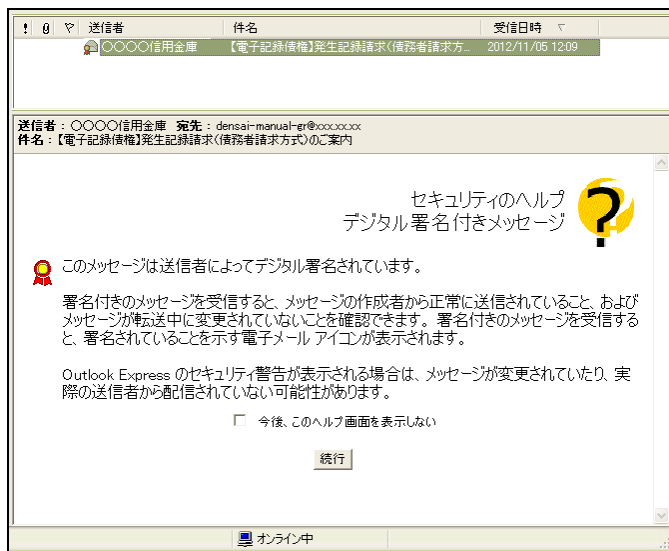 ! 送信者 件名 受信日時
〇〇〇〇信用金庫 【電子記録債権】発生記録請求(債務者請求方... 2012/11/05 12:09
送信者：〇〇〇〇信用金庫 宛先：densai-manual-gr@xxx.xx.xx
件名：【電子記録債権】発生記録請求(債務者請求方式)のご案内
セキュリティのヘルプ
デジタル署名付きメッセージ
?
このメッセージは送信者によってデジタル署名されています。
署名付きのメッセージを受信すると、メッセージの作成者から正常に送信されていること、および
メッセージが転送中に変更されていないことを確認できます。署名付きのメッセージを受信する
と、署名されていることを示す電子メール アイコンが表示されます。
Outlook Express のセキュリティ警告が表示される場合は、メッセージが変更されていたり、実
際の送信者から配信されていない可能性があります。
今後、このヘルプ画面を表示しない
続行
オンライン中